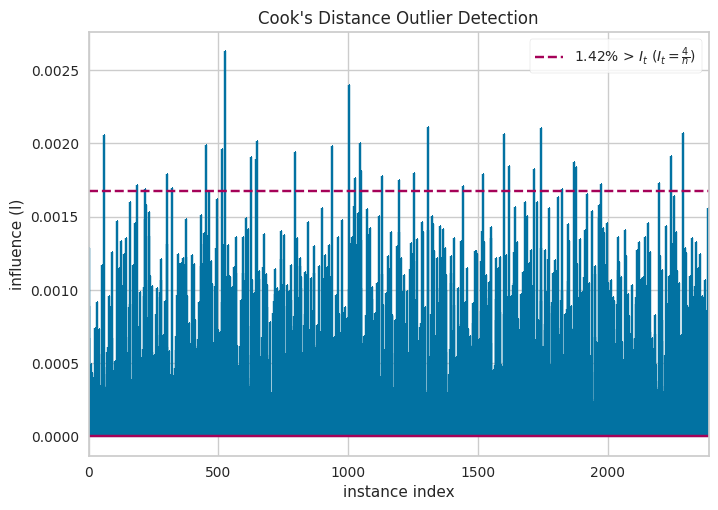 Cook's Distance Outlier Detection
1.42% > I_t (I_t = 4/n)
influence (I)
0.0025
0.0020
0.0015
0.0010
0.0005
0.0000
0
500
1000
1500
2000
instance index